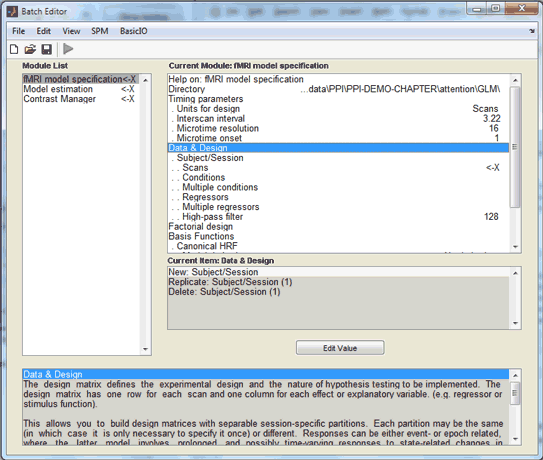 Batch Editor
File Edit View SPM BasicIO
Module List
fMRI model specification<-X
Model estimation <-X
Contrast Manager <-X
Current Module: fMRI model specification
Help on: fMRI model specification
Directory ...data\PPI\PPI-DEMO-CHAPTER\attention\GLM\
Timing parameters
. Units for design Scans
. Interscan interval 3.22
. Microtime resolution 16
. Microtime onset 1
Data & Design
. Subject/Session
. . Scans <-X
. . Conditions
. . Multiple conditions
. . Regressors
. . Multiple regressors
. . High-pass filter 128
Factorial design
Basis Functions
. Canonical HRF
Current Item: Data & Design
New: Subject/Session
Replicate: Subject/Session (1)
Delete: Subject/Session (1)
Edit Value
Data & Design
The design matrix defines the experimental design and the nature of hypothesis testing to be implemented. The
design matrix has one row for each scan and one column for each effect or explanatory variable. (e.g. regressor or
stimulus function).
This allows you to build design matrices with separable session-specific partitions. Each partition may be the same
(in which case it is only necessary to specify it once) or different. Responses can be either event- or epoch related,
where the latter model involves prolonged and possibly time-varying responses to state-related changes in